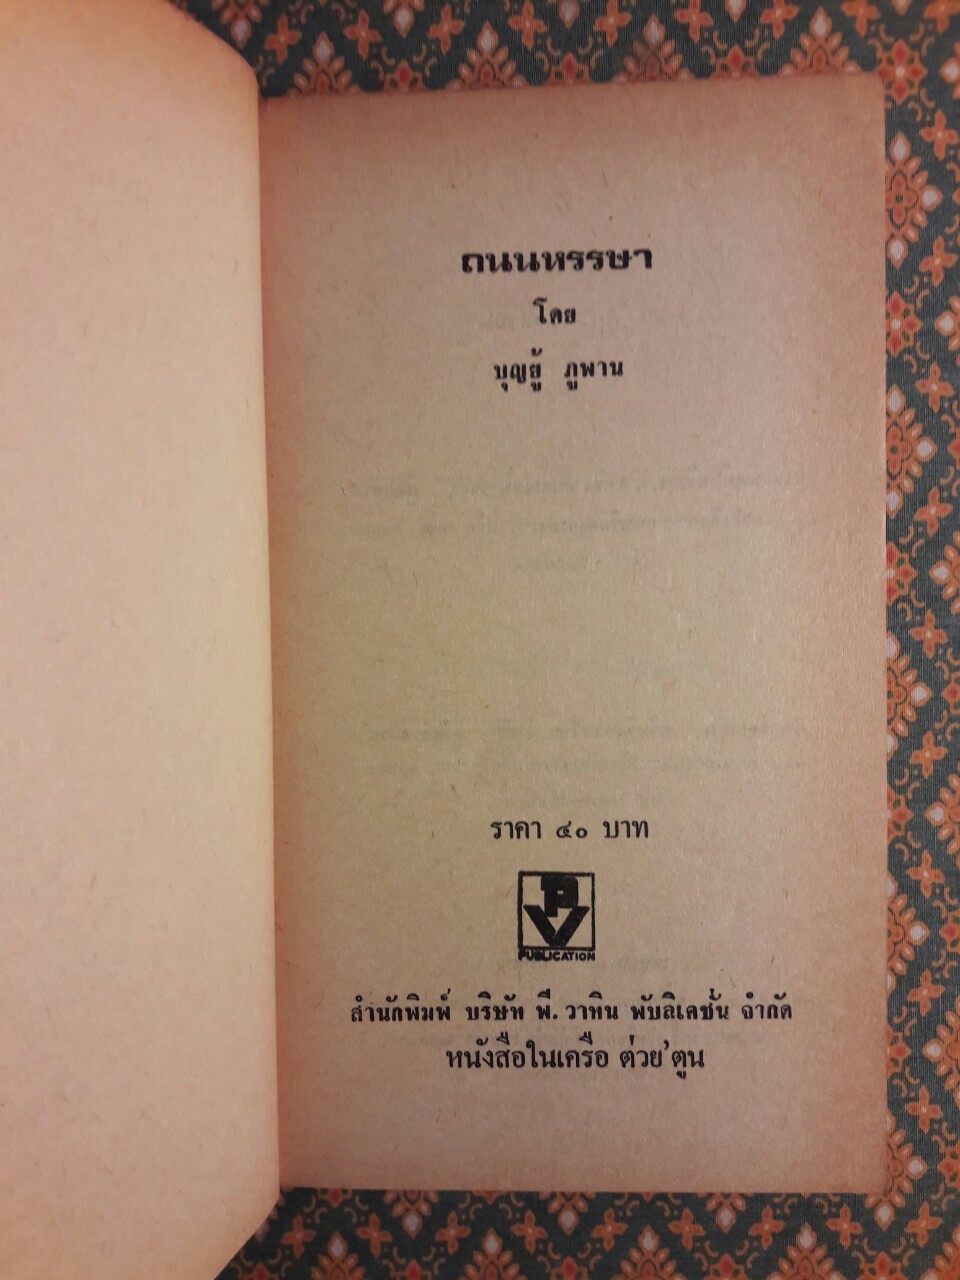 ถนนหรรษา
โดย
บุญยู้ ภูพาน
ราคา ๔๐ บาท
PV
PUBLICATION
สำนักพิมพ์ บริษัท พี. วาทิน พับลิเคชั่น จำกัด
หนังสือในเครือ ต่วย'ตูน